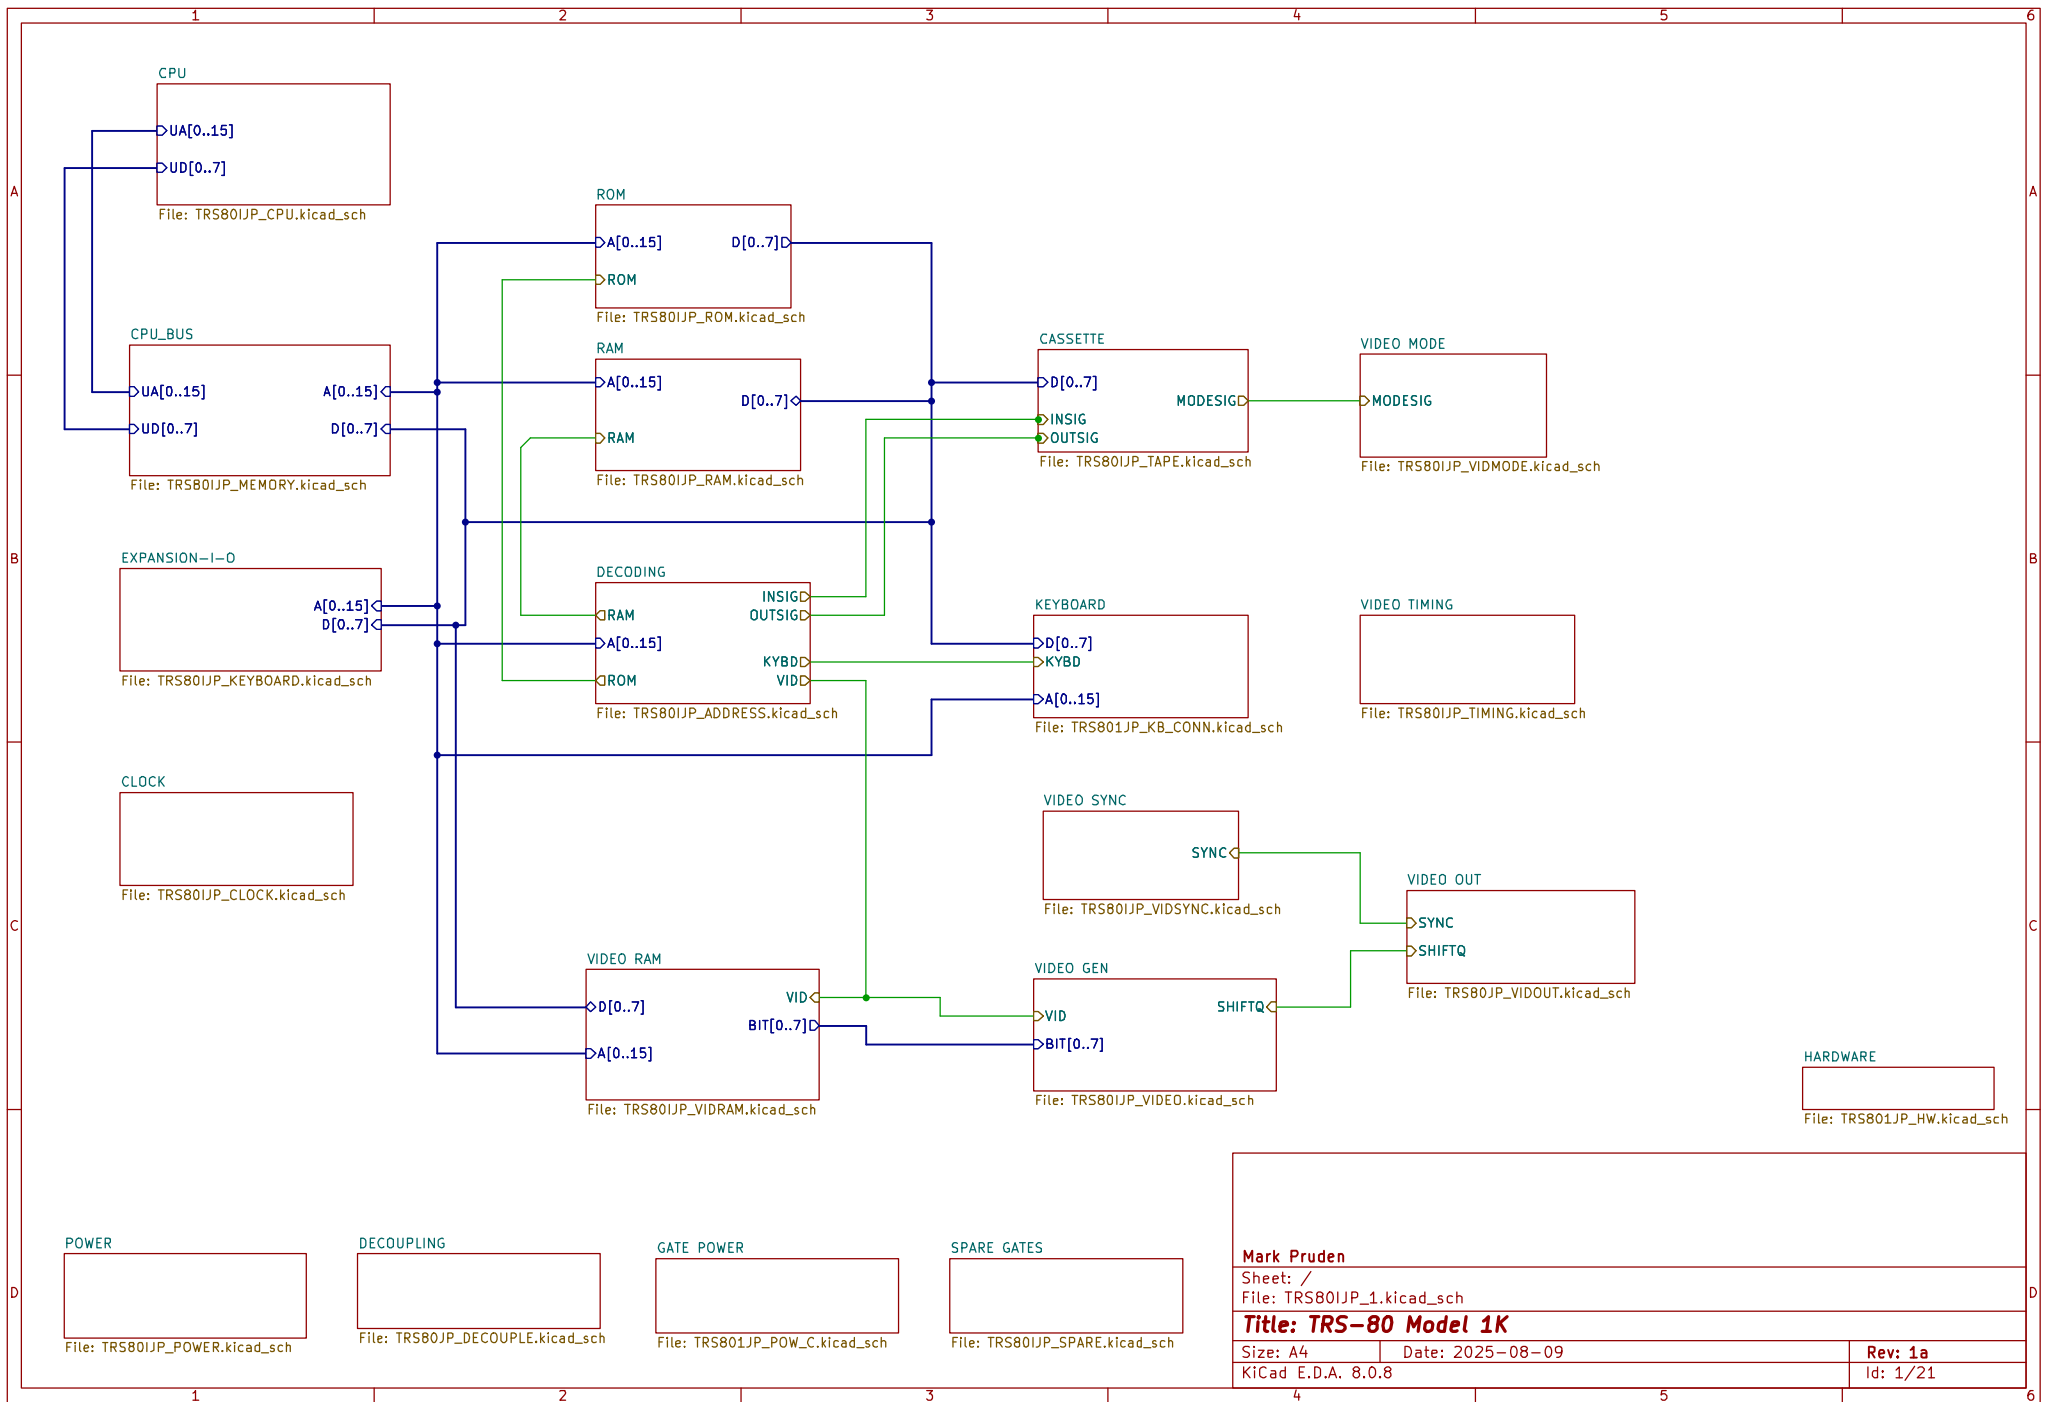 1 2 3 4 5 6
A A
B B
C C
D D
CPU
UA[0..15]
UD[0..7]
File: TRS80IJP_CPU.kicad_sch
ROM
A[0..15] D[0..7]
ROM
File: TRS80IJP_ROM.kicad_sch
CPU_BUS
UA[0..15] A[0..15]
UD[0..7] D[0..7]
File: TRS80IJP_MEMORY.kicad_sch
RAM
A[0..15]
D[0..7]
RAM
File: TRS80IJP_RAM.kicad_sch
CASSETTE
D[0..7]
MODESIG
INSIG
OUTSIG
File: TRS80IJP_TAPE.kicad_sch
VIDEO MODE
MODESIG
File: TRS80IJP_VIDMODE.kicad_sch
EXPANSION-I-O
A[0..15]
D[0..7]
File: TRS80IJP_KEYBOARD.kicad_sch
DECODING
INSIG
RAM OUTSIG
A[0..15]
KYBD
ROM VID
File: TRS80IJP_ADDRESS.kicad_sch
KEYBOARD
D[0..7]
KYBD
A[0..15]
File: TRS801JP_KB_CONN.kicad_sch
VIDEO TIMING
File: TRS80IJP_TIMING.kicad_sch
CLOCK
File: TRS80IJP_CLOCK.kicad_sch
VIDEO SYNC
SYNC
File: TRS80IJP_VIDSYNC.kicad_sch
VIDEO OUT
SYNC
SHIFTQ
File: TRS80JP_VIDOUT.kicad_sch
VIDEO RAM
VID
D[0..7]
BIT[0..7]
A[0..15]
File: TRS80IJP_VIDRAM.kicad_sch
VIDEO GEN
SHIFTQ
VID
BIT[0..7]
File: TRS80IJP_VIDEO.kicad_sch
HARDWARE
File: TRS801JP_HW.kicad_sch
POWER
File: TRS80IJP_POWER.kicad_sch
DECOUPLING
File: TRS80JP_DECOUPLE.kicad_sch
GATE POWER
File: TRS801JP_POW_C.kicad_sch
SPARE GATES
File: TRS80IJP_SPARE.kicad_sch
Mark Pruden
Sheet: /
File: TRS80IJP_1.kicad_sch
Title: TRS-80 Model 1K
Size: A4 Date: 2025-08-09 Rev: 1a
KiCad E.D.A. 8.0.8 Id: 1/21
1 2 3 4 5 6